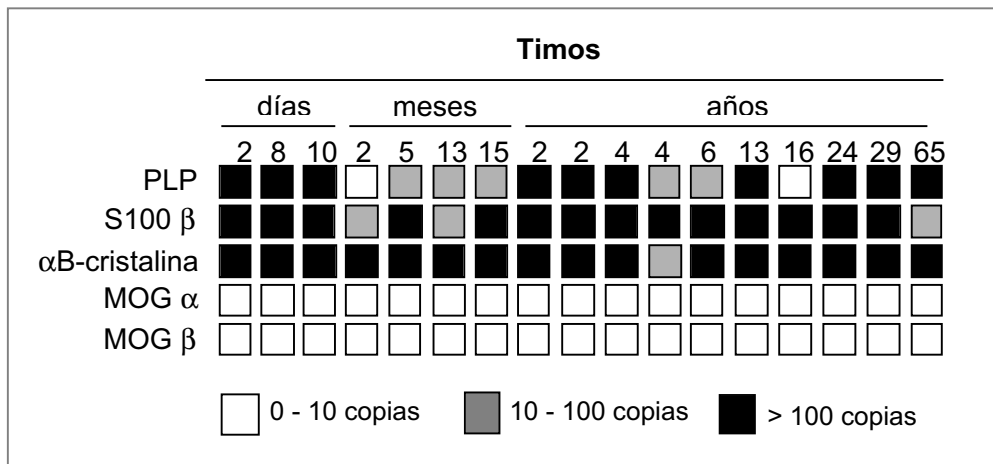 Timos
días meses años
2 8 10 2 5 13 15 2 2 4 4 6 13 16 24 29 65
PLP
S100 β
αB-cristalina
MOG α
MOG β
0 - 10 copias 10 - 100 copias > 100 copias